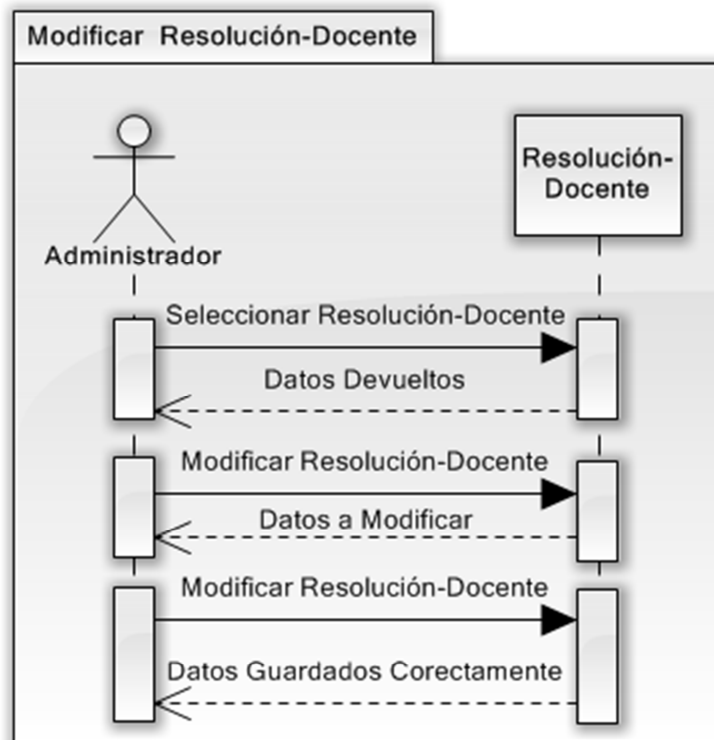 Modificar Resolución-Docente
Resolución-
Docente
Administrador
Seleccionar Resolución-Docente
Datos Devueltos
Modificar Resolución-Docente
Datos a Modificar
Modificar Resolución-Docente
Datos Guardados Corectamente